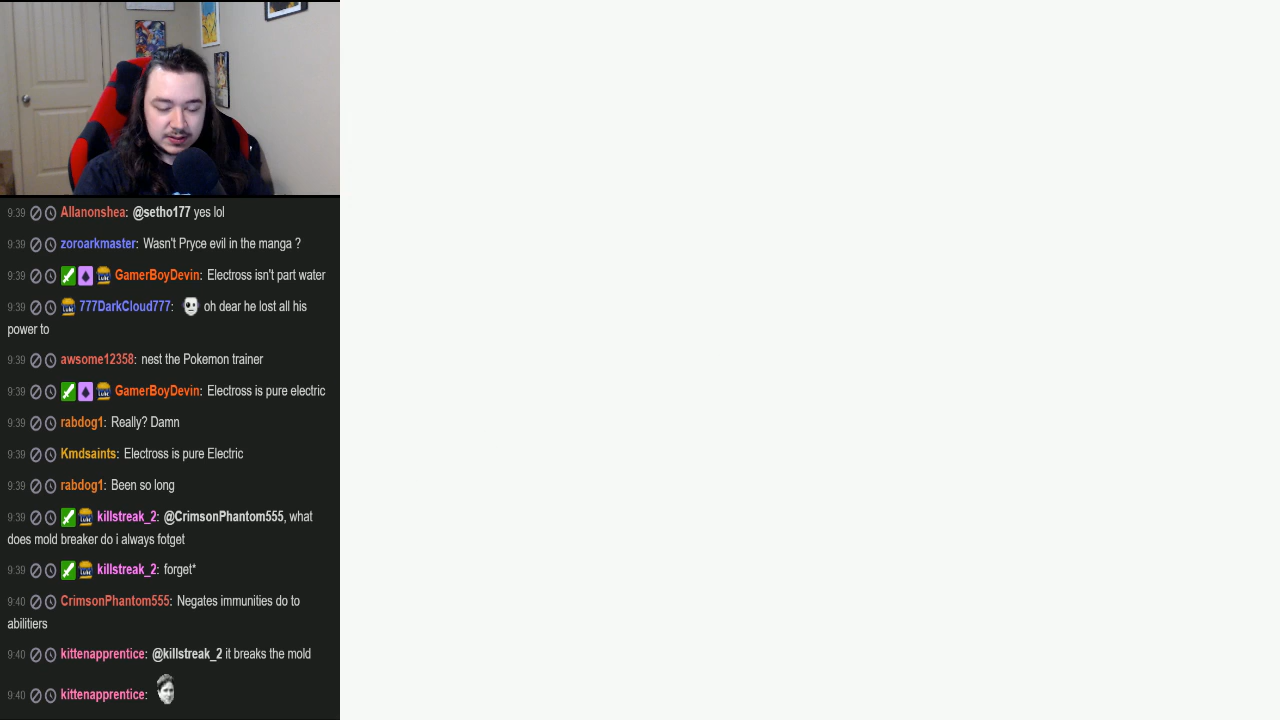 9:39 Allanonshea: @setho177 yes lol
9:39 zoroarkmaster: Wasn't Pryce evil in the manga ?
9:39 GamerBoyDevin: Electross isn't part water
9:39 777DarkCloud777: oh dear he lost all his
power to
9:39 awsome12358: nest the Pokemon trainer
9:39 GamerBoyDevin: Electross is pure electric
9:39 rabdog1: Really? Damn
9:39 Kmdsaints: Electross is pure Electric
9:39 rabdog1: Been so long
9:39 killstreak_2: @CrimsonPhantom555, what
does mold breaker do i always fotget
9:39 killstreak_2: forget*
9:40 CrimsonPhantom555: Negates immunities do to
abilitiers
9:40 kittenapprentice: @killstreak_2 it breaks the mold
9:40 kittenapprentice: